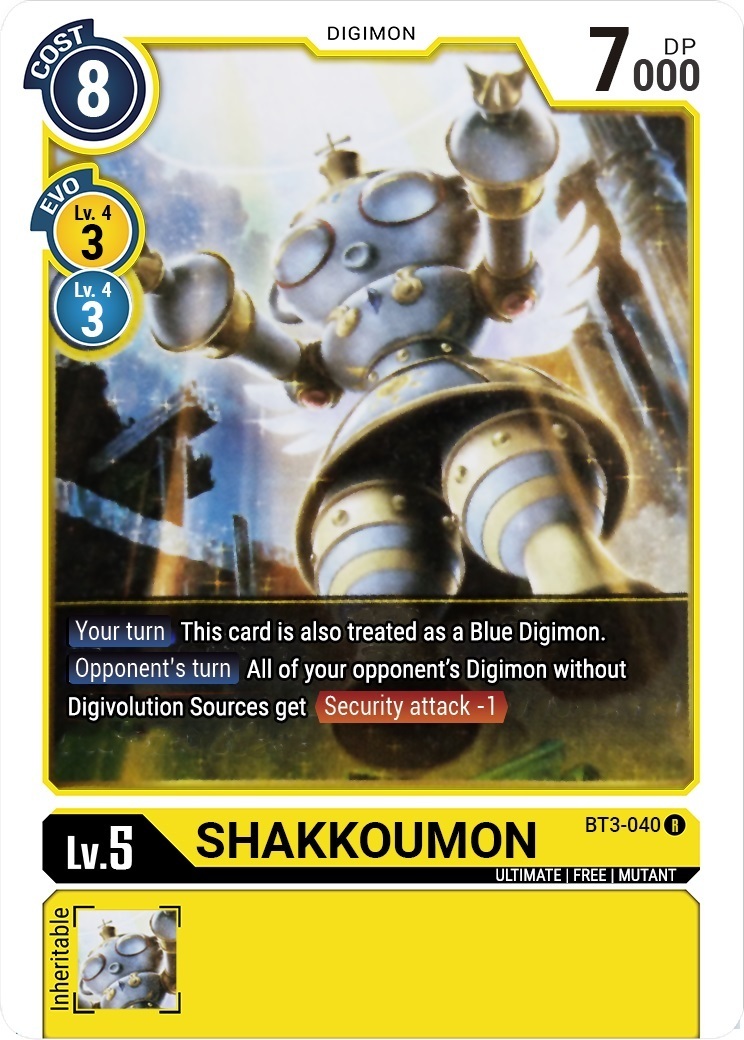 COST
8
DIGIMON
7000 DP
EVO
Lv. 4
3
Lv. 4
3
Your turn This card is also treated as a Blue Digimon.
Opponent's turn All of your opponent's Digimon without
Digivolution Sources get Security attack -1
Lv.5
SHAKKOUMON
BT3-040 R
ULTIMATE | FREE | MUTANT
Inheritable